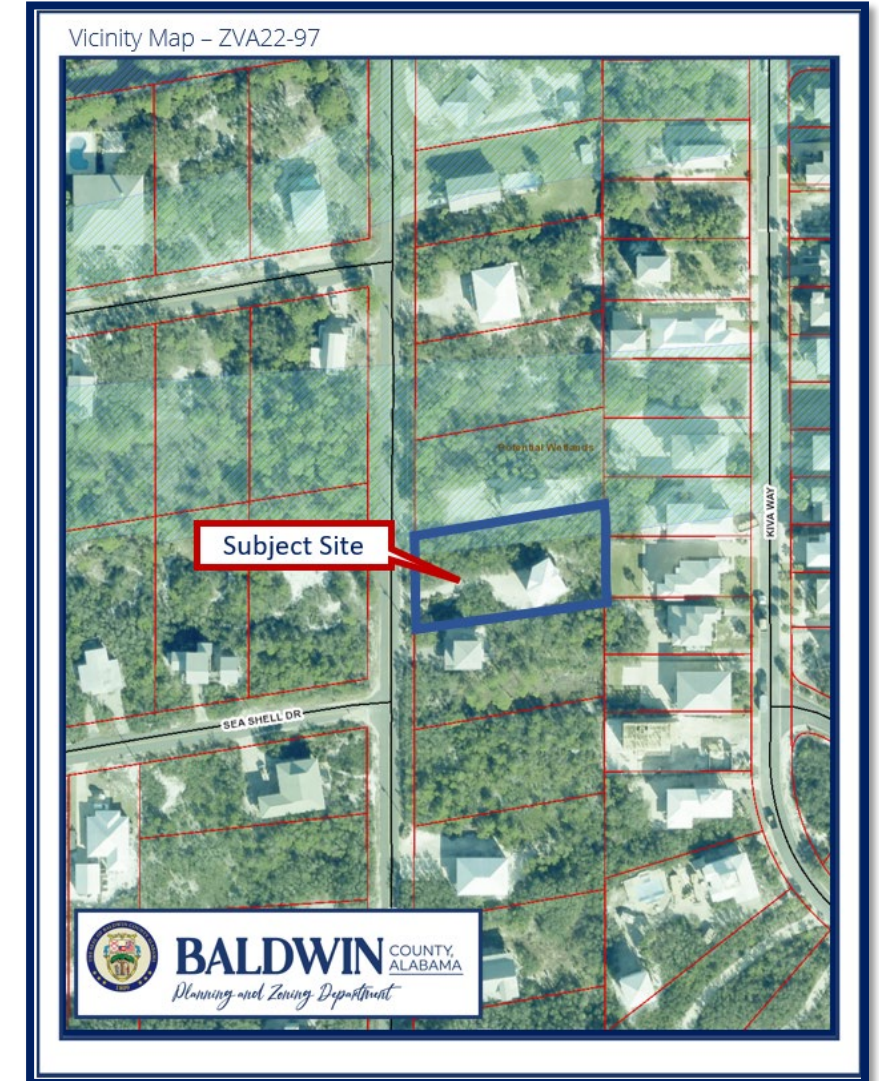 Vicinity Map – ZVA22-97
Potential Wetlands
KIVA WAY
Subject Site
SEA SHELL DR
BALDWIN COUNTY, ALABAMA
Planning and Zoning Department